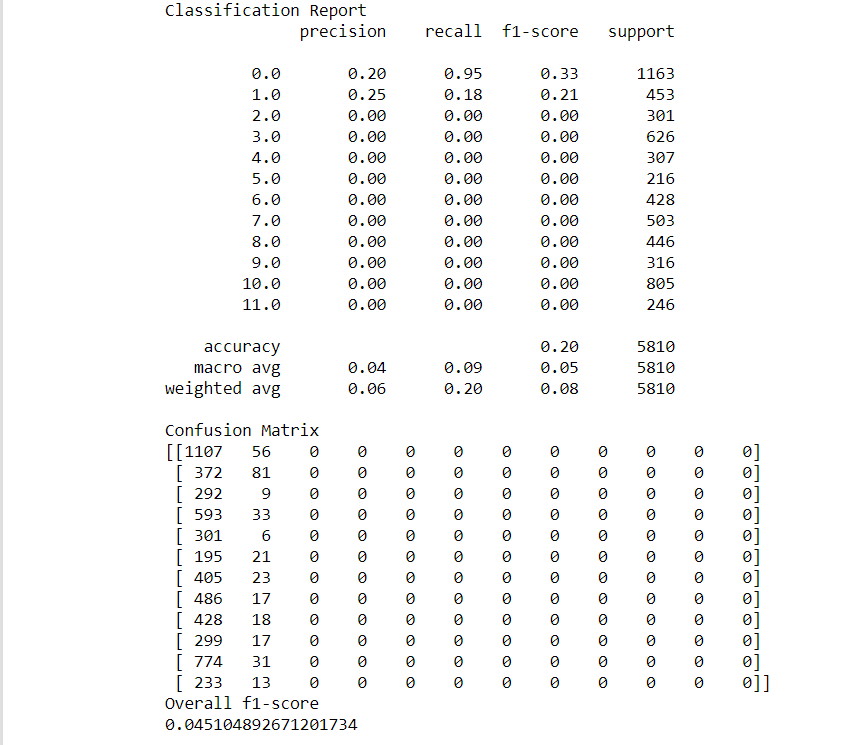 Classification Report
precision recall f1-score support
0.0 0.20 0.95 0.33 1163
1.0 0.25 0.18 0.21 453
2.0 0.00 0.00 0.00 301
3.0 0.00 0.00 0.00 626
4.0 0.00 0.00 0.00 307
5.0 0.00 0.00 0.00 216
6.0 0.00 0.00 0.00 428
7.0 0.00 0.00 0.00 503
8.0 0.00 0.00 0.00 446
9.0 0.00 0.00 0.00 316
10.0 0.00 0.00 0.00 805
11.0 0.00 0.00 0.00 246
accuracy 0.20 5810
macro avg 0.04 0.09 0.05 5810
weighted avg 0.06 0.20 0.08 5810
Confusion Matrix
[[1107 56 0 0 0 0 0 0 0 0 0 0]
[ 372 81 0 0 0 0 0 0 0 0 0 0]
[ 292 9 0 0 0 0 0 0 0 0 0 0]
[ 593 33 0 0 0 0 0 0 0 0 0 0]
[ 301 6 0 0 0 0 0 0 0 0 0 0]
[ 195 21 0 0 0 0 0 0 0 0 0 0]
[ 405 23 0 0 0 0 0 0 0 0 0 0]
[ 486 17 0 0 0 0 0 0 0 0 0 0]
[ 428 18 0 0 0 0 0 0 0 0 0 0]
[ 299 17 0 0 0 0 0 0 0 0 0 0]
[ 774 31 0 0 0 0 0 0 0 0 0 0]
[ 233 13 0 0 0 0 0 0 0 0 0 0]]
Overall f1-score
0.045104892671201734